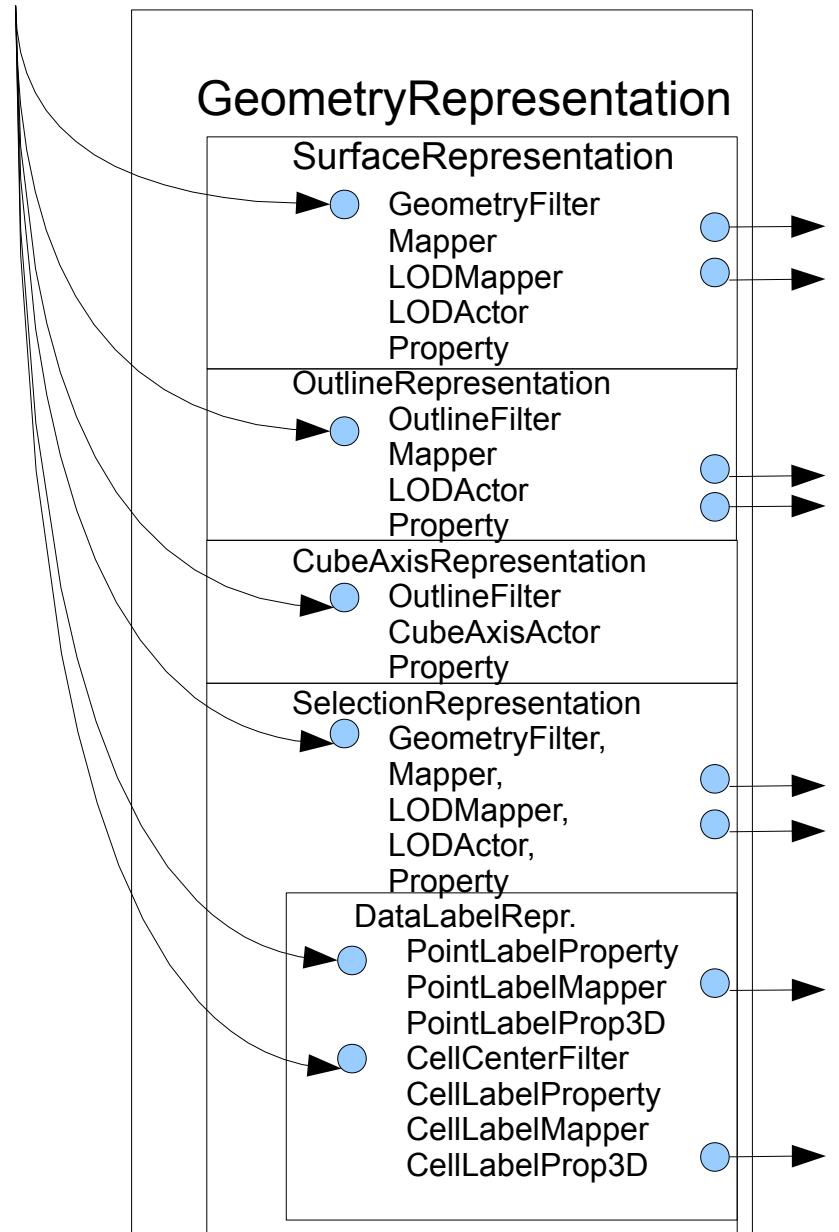 GeometryRepresentation
SurfaceRepresentation
GeometryFilter
Mapper
LODMapper
LODActor
Property
OutlineRepresentation
OutlineFilter
Mapper
LODActor
Property
CubeAxisRepresentation
OutlineFilter
CubeAxisActor
Property
SelectionRepresentation
GeometryFilter,
Mapper,
LODMapper,
LODActor,
Property
DataLabelRepr.
PointLabelProperty
PointLabelMapper
PointLabelProp3D
CellCenterFilter
CellLabelProperty
CellLabelMapper
CellLabelProp3D